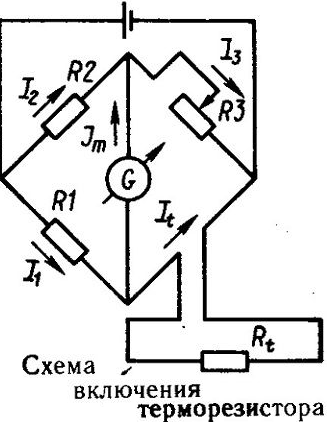 I₃
R2
I₂
R3
Jₘ
G
R1
Iₜ
I₁
Rₜ
Схема
включения
терморезистора